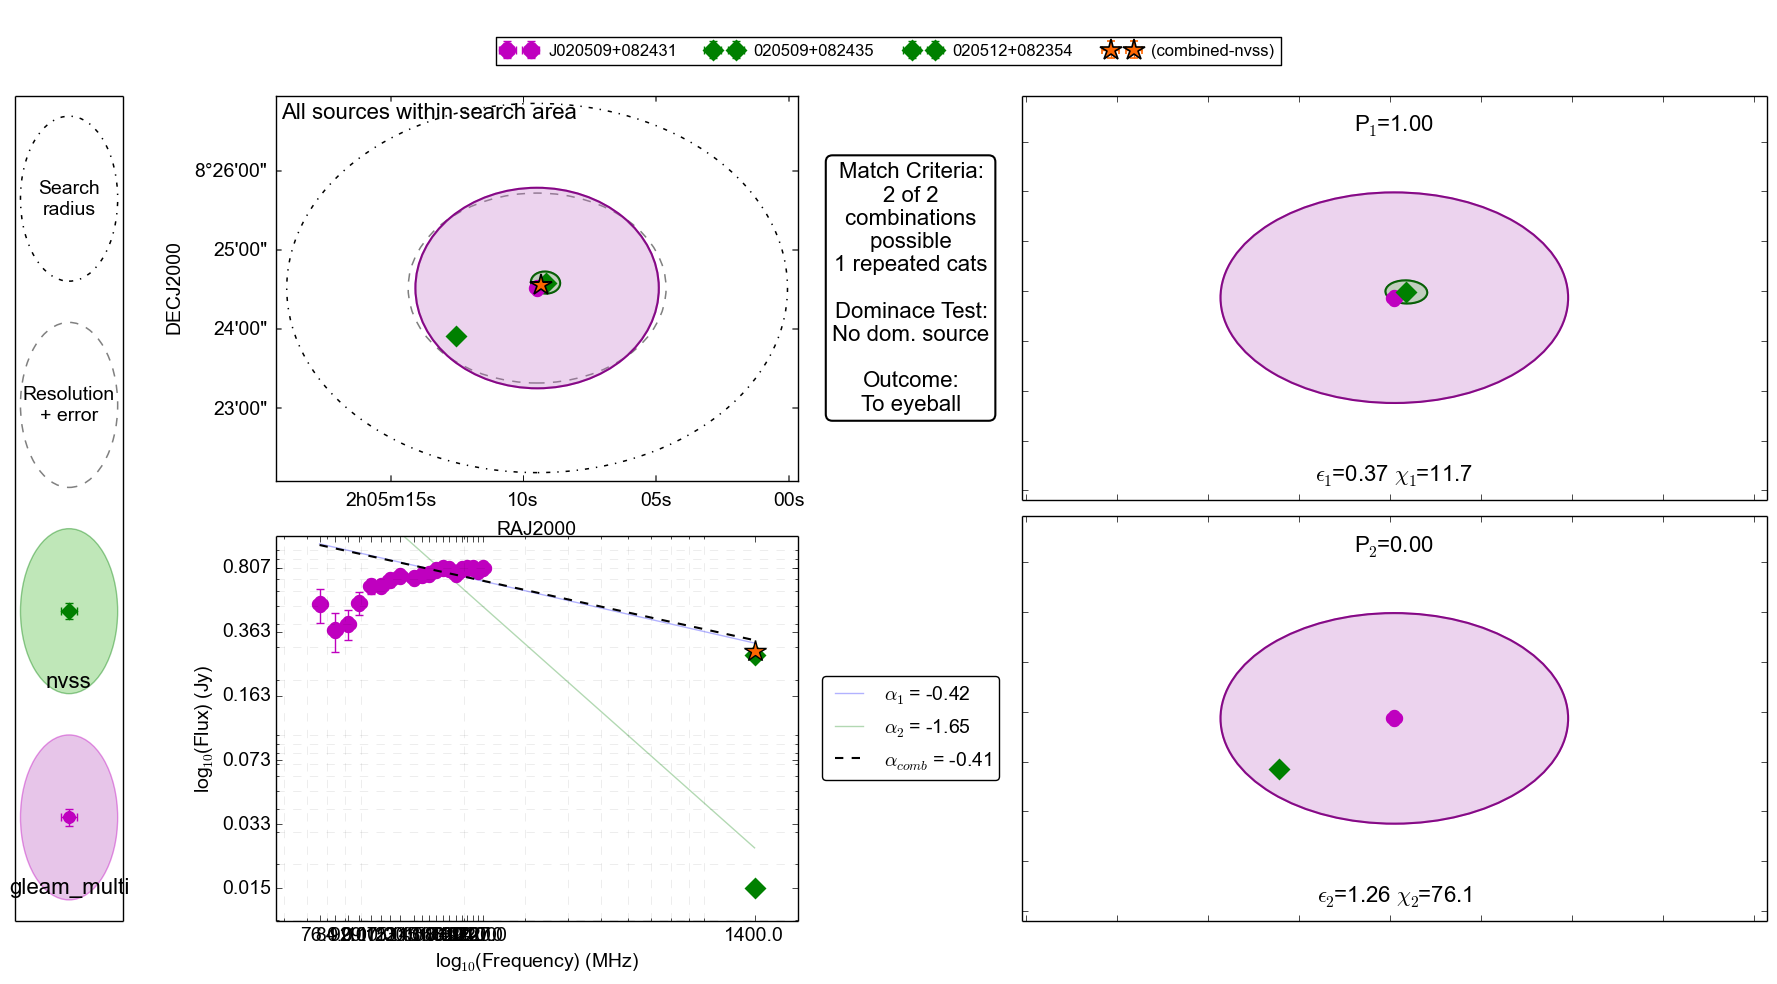 J020509+082431
020509+082435
020512+082354
(combined-nvss)
Search
radius
Resolution
+ error
nvss
gleam_multi
All sources within search area
8°26'00"
25'00"
24'00"
23'00"
DECJ2000
2h05m15s
10s
05s
00s
RAJ2000
Match Criteria:
2 of 2
combinations
possible
1 repeated cats
Dominace Test:
No dom. source
Outcome:
To eyeball
P1=1.00
ϵ1=0.37 χ1=11.7
P2=0.00
ϵ2=1.26 χ2=76.1
0.807
0.363
0.163
0.073
0.033
0.015
log10(Flux) (Jy)
1400.0
log10(Frequency) (MHz)
α1 = -0.42
α2 = -1.65
αcomb = -0.41